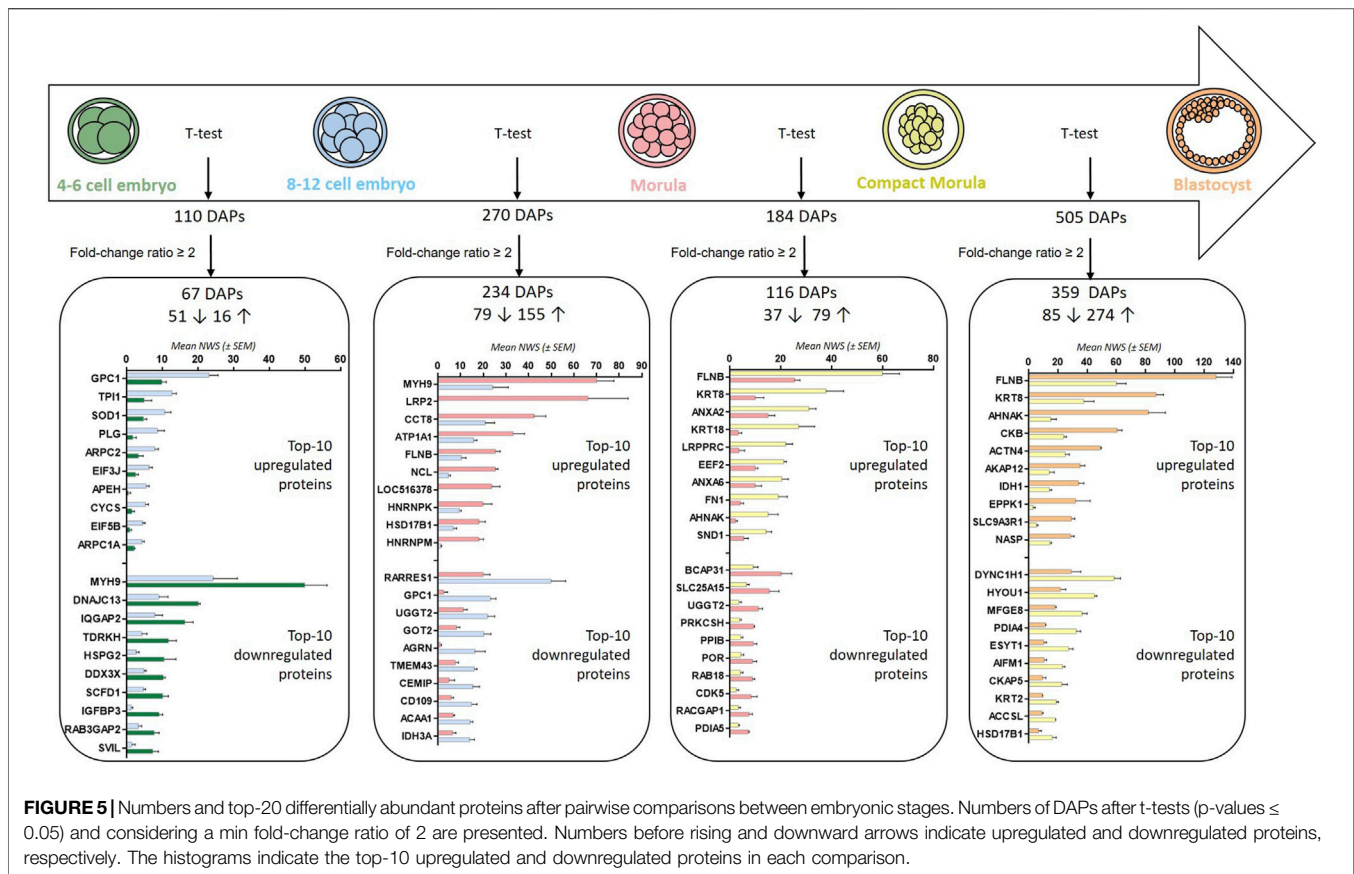 T-test
T-test
T-test
T-test
4-6 cell embryo
8-12 cell embryo
Morula
Compact Morula
Blastocyst
110 DAPs
270 DAPs
184 DAPs
505 DAPs
Fold-change ratio ≥ 2
Fold-change ratio ≥ 2
Fold-change ratio ≥ 2
Fold-change ratio ≥ 2
67 DAPs
51 ↓ 16 ↑
Mean NWS (± SEM)
0 10 20 30 40 50 60
GPC1
TPI1
SOD1
PLG
ARPC2
EIF3J
APEH
CYCS
EIF5B
ARPC1A
Top-10
upregulated
proteins
MYH9
DNAJC13
IQGAP2
TDRKH
HSPG2
DDX3X
SCFD1
IGFBP3
RAB3GAP2
SVIL
Top-10
downregulated
proteins
234 DAPs
79 ↓ 155 ↑
Mean NWS (± SEM)
0 10 20 30 40 50 60 70 80 90
MYH9
LRP2
CCT8
ATP1A1
FLNB
NCL
LOC516378
HNRNPK
HSD17B1
HNRNPM
Top-10
upregulated
proteins
RARRES1
GPC1
UGGT2
GOT2
AGRN
TMEM43
CEMIP
CD109
ACAA1
IDH3A
Top-10
downregulated
proteins
116 DAPs
37 ↓ 79 ↑
Mean NWS (± SEM)
0 20 40 60 80
FLNB
KRT8
ANXA2
KRT18
LRPPRC
EEF2
ANXA6
FN1
AHNAK
SND1
Top-10
upregulated
proteins
BCAP31
SLC25A15
UGGT2
PRKCSH
PPIB
POR
RAB18
CDK5
RACGAP1
PDIA5
Top-10
downregulated
proteins
359 DAPs
85 ↓ 274 ↑
Mean NWS (± SEM)
0 20 40 60 80 100 120 140
FLNB
KRT8
AHNAK
CKB
ACTN4
AKAP12
IDH1
EPPK1
SLC9A3R1
NASP
Top-10
upregulated
proteins
DYNC1H1
HYOU1
MFGE8
PDIA4
ESYT1
AIFM1
CKAP5
KRT2
ACCSL
HSD17B1
Top-10
downregulated
proteins
FIGURE 5 | Numbers and top-20 differentially abundant proteins after pairwise comparisons between embryonic stages. Numbers of DAPs after t-tests (p-values ≤
0.05) and considering a min fold-change ratio of 2 are presented. Numbers before rising and downward arrows indicate upregulated and downregulated proteins,
respectively. The histograms indicate the top-10 upregulated and downregulated proteins in each comparison.